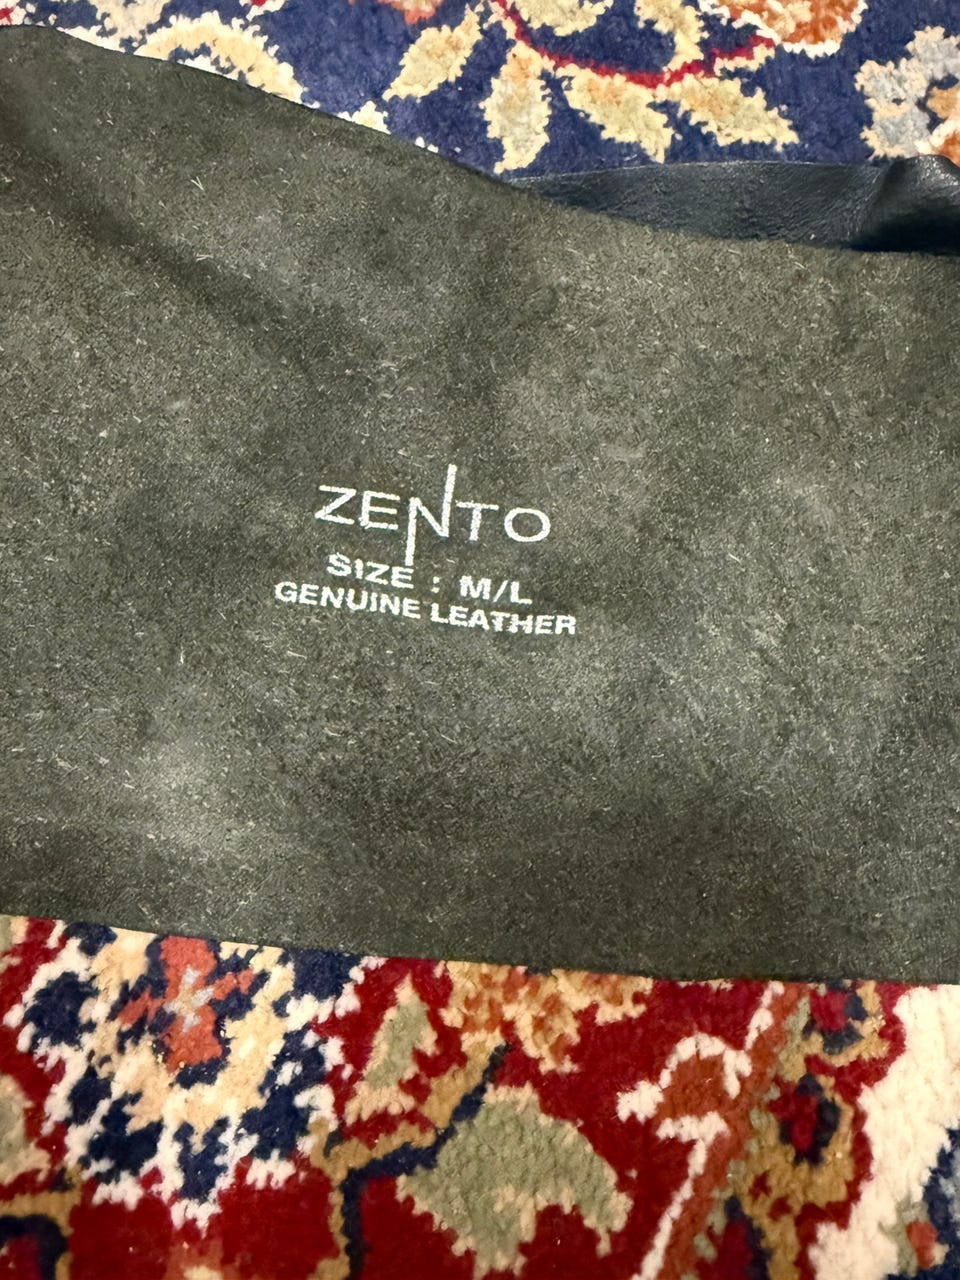 ZENTO
SIZE : M/L
GENUINE LEATHER